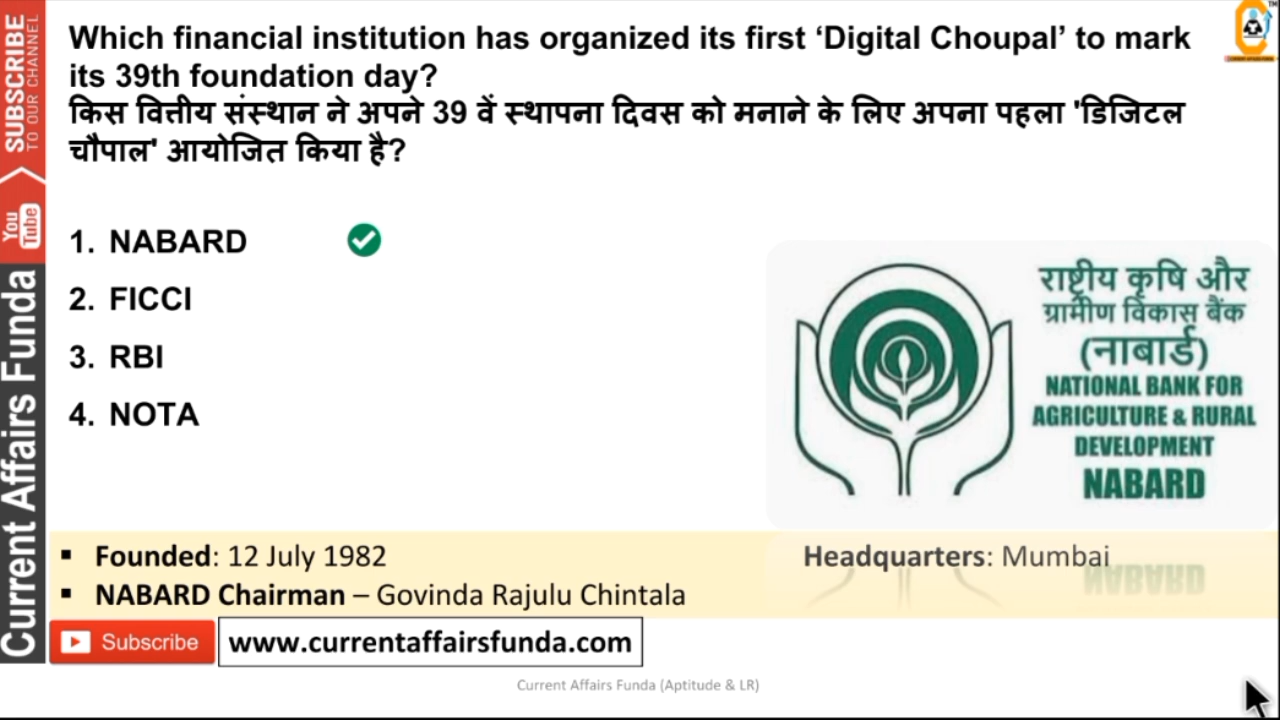 Which financial institution has organized its first ‘Digital Choupal’ to mark
its 39th foundation day?
किस वित्तीय संस्थान ने अपने 39 वें स्थापना दिवस को मनाने के लिए अपना पहला 'डिजिटल
चौपाल' आयोजित किया है?
1. NABARD
2. FICCI
3. RBI
4. NOTA
राष्ट्रीय कृषि और
ग्रामीण विकास बैंक
(नाबार्ड)
NATIONAL BANK FOR
AGRICULTURE & RURAL
DEVELOPMENT
NABARD
▪ Founded: 12 July 1982
Headquarters: Mumbai
▪ NABARD Chairman – Govinda Rajulu Chintala
Subscribe
www.currentaffairsfunda.com
Current Affairs Funda (Aptitude & LR)
SUBSCRIBE
TO OUR CHANNEL
You
Tube
Current Affairs Funda